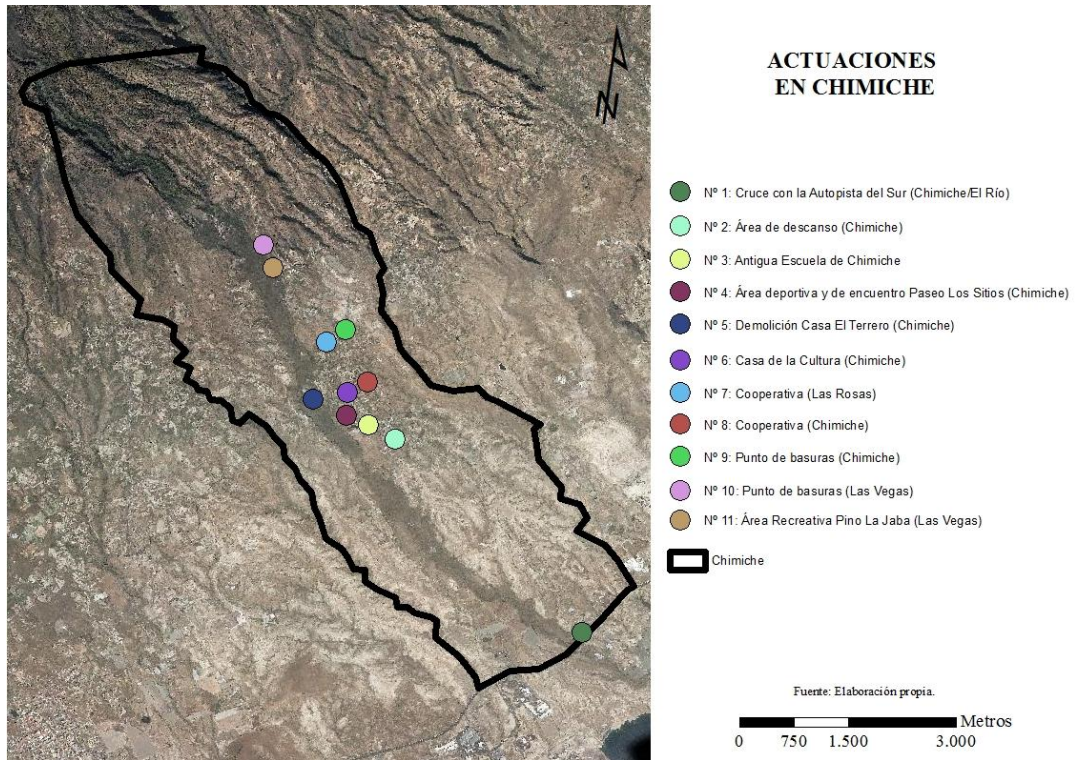 N
ACTUACIONES
EN CHIMICHE
Nº 1: Cruce con la Autopista del Sur (Chimiche/El Río)
Nº 2: Área de descanso (Chimiche)
Nº 3: Antigua Escuela de Chimiche
Nº 4: Área deportiva y de encuentro Paseo Los Sitios (Chimiche)
Nº 5: Demolición Casa El Terrero (Chimiche)
Nº 6: Casa de la Cultura (Chimiche)
Nº 7: Cooperativa (Las Rosas)
Nº 8: Cooperativa (Chimiche)
Nº 9: Punto de basuras (Chimiche)
Nº 10: Punto de basuras (Las Vegas)
Nº 11: Área Recreativa Pino La Jaba (Las Vegas)
Chimiche
Fuente: Elaboración propia.
Metros
0 750 1.500 3.000